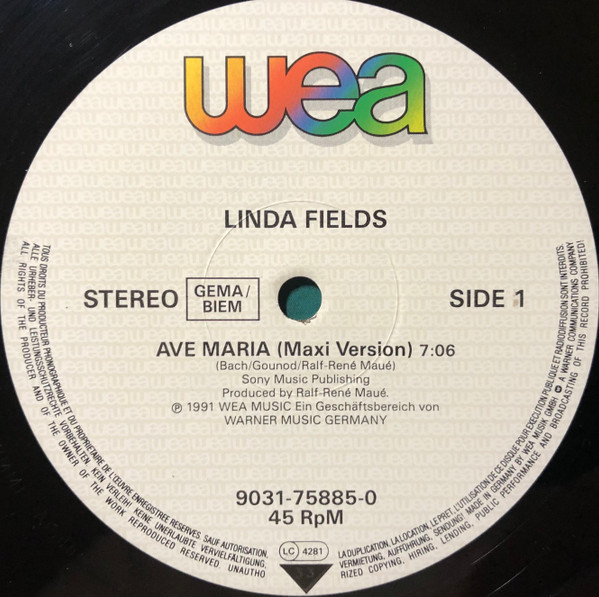 wea
LINDA FIELDS
STEREO GEMA/BIEM SIDE 1
AVE MARIA (Maxi Version) 7:06
(Bach/Gounod/Ralf-René Maué)
Sony Music Publishing
Produced by Ralf-René Maué.
℗ 1991 WEA MUSIC Ein Geschäftsbereich von
WARNER MUSIC GERMANY
9031-75885-0
45 RpM
LC 4281
33
TOUS DROITS DU PRODUCTEUR PHONOGRAPHIQUE ET DU PROPRIETAIRE DE L'ŒUVRE ENREGISTREE RESERVES. SAUF AUTORISATION, LA DUPLICATION, LA LOCATION, LE PRET, L'UTILISATION DE CE DISQUE POUR EXECUTION PUBLIQUE ET RADIODIFFUSION SONT INTERDITS.
ALLE URHEBER- UND LEISTUNGSSCHUTZRECHTE VORBEHALTEN. KEIN VERLEIH! KEINE UNERLAUBTE VERVIELFÄLTIGUNG, VERMIETUNG, AUFFÜHRUNG, SENDUNG! MADE IN GERMANY BY WEA MUSIK GMBH A WARNER COMMUNICATIONS COMPANY
ALL RIGHTS OF THE PRODUCER AND OF THE OWNER OF THE WORK REPRODUCED RESERVED. UNAUTHORIZED COPYING, HIRING, LENDING, PUBLIC PERFORMANCE AND BROADCASTING OF THIS RECORD PROHIBITED!